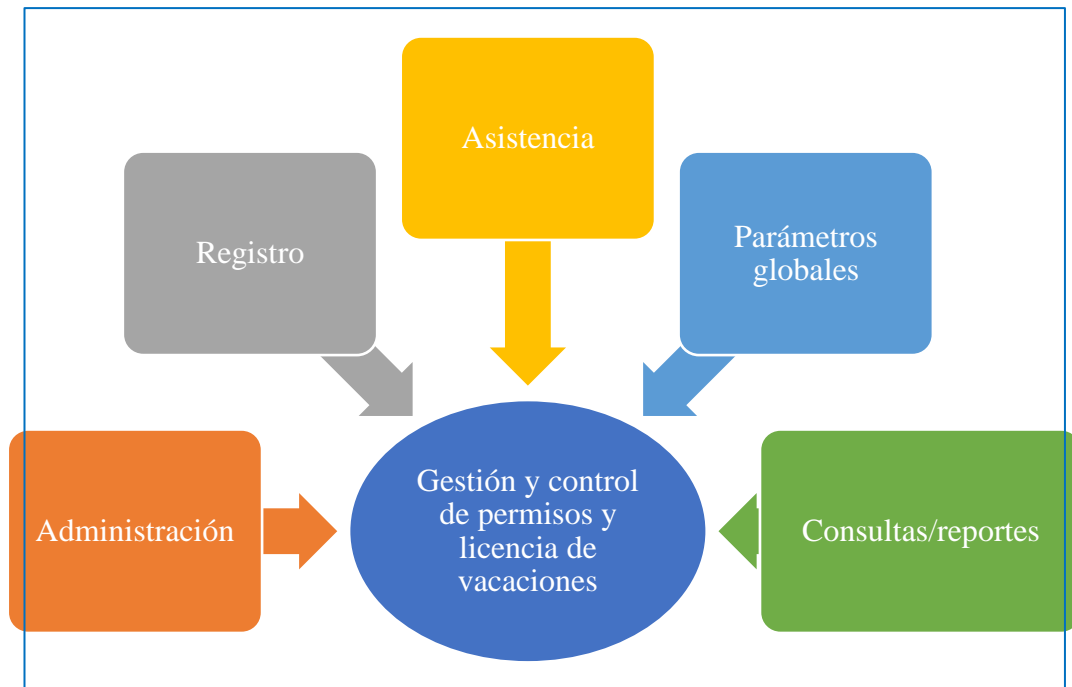 Asistencia
Registro
Parámetros
globales
Administración
Gestión y control
de permisos y
licencia de
vacaciones
Consultas/reportes